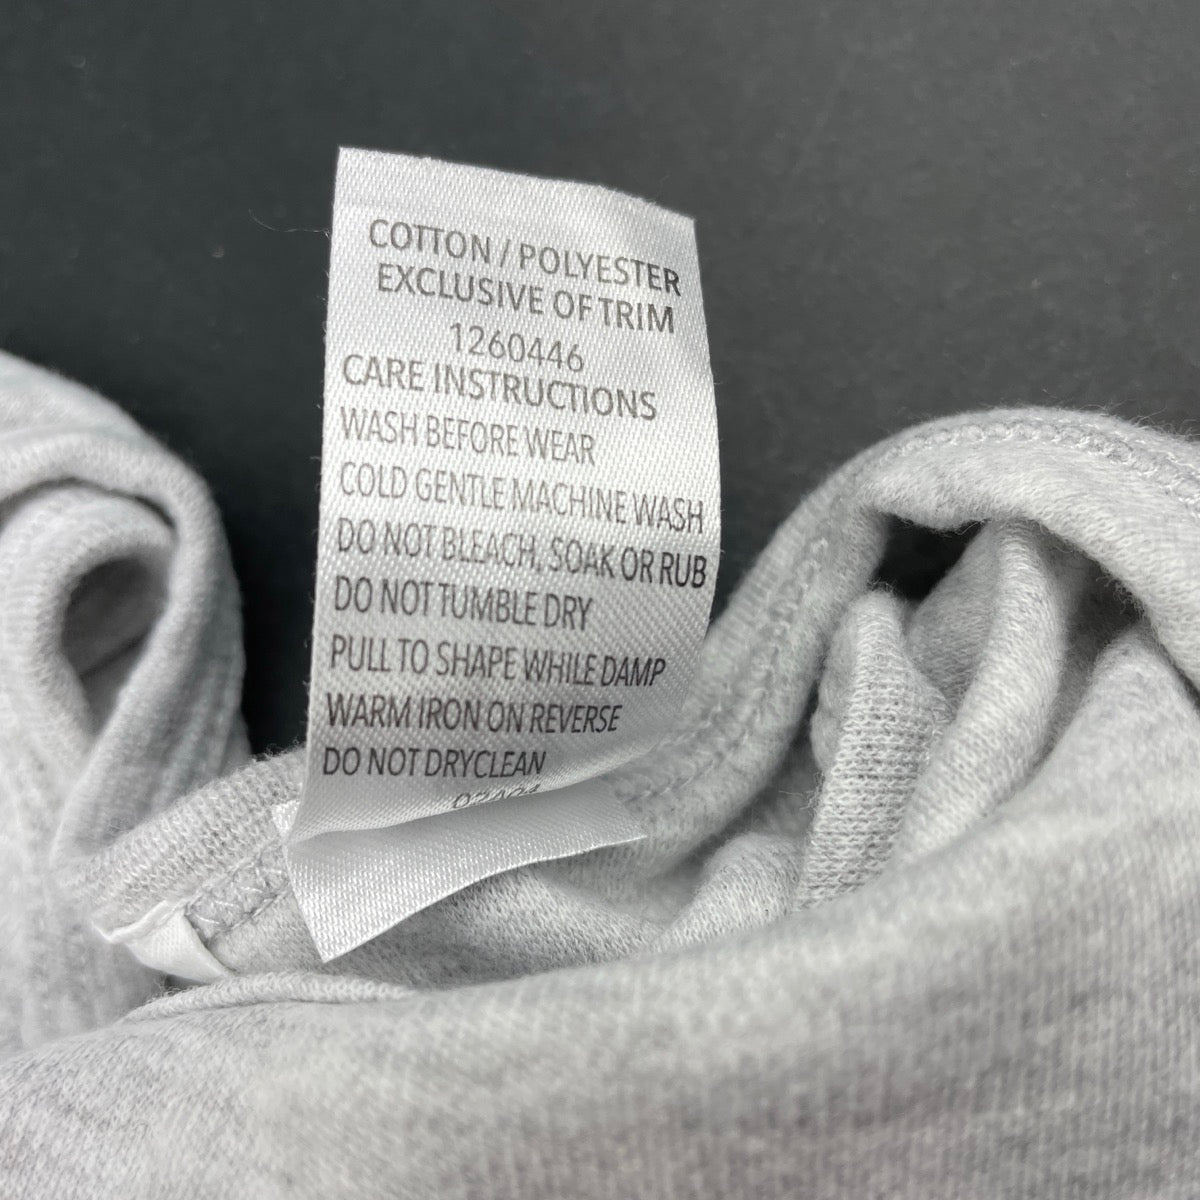 COTTON / POLYESTER
EXCLUSIVE OF TRIM
1260446
CARE INSTRUCTIONS
WASH BEFORE WEAR
COLD GENTLE MACHINE WASH
DO NOT BLEACH, SOAK OR RUB
DO NOT TUMBLE DRY
PULL TO SHAPE WHILE DAMP
WARM IRON ON REVERSE
DO NOT DRYCLEAN